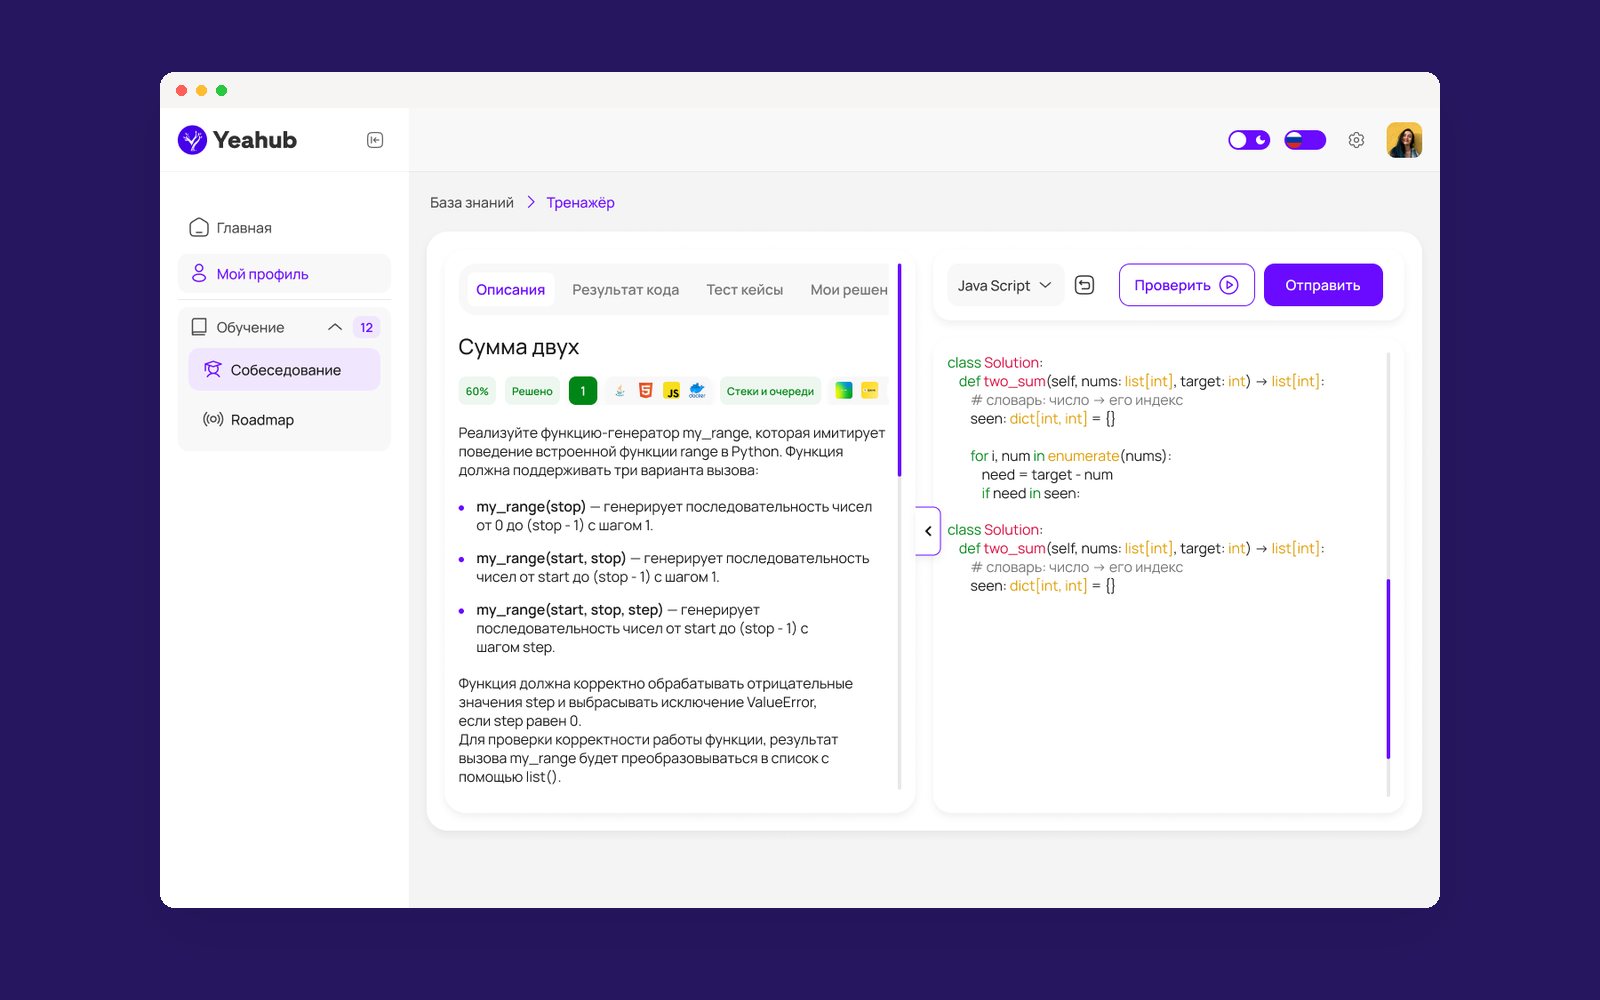 Yeahub
Главная
Мой профиль
Обучение
12
Собеседование
Roadmap
База знаний
Тренажёр
Описания
Результат кода
Тест кейсы
Мои решен
Сумма двух
60%
Решено
1
JS
docker
Стеки и очереди
Реализуйте функцию-генератор my_range, которая имитирует
поведение встроенной функции range в Python. Функция
должна поддерживать три варианта вызова:
my_range(stop) — генерирует последовательность чисел
от 0 до (stop - 1) с шагом 1.
my_range(start, stop) — генерирует последовательность
чисел от start до (stop - 1) с шагом 1.
my_range(start, stop, step) — генерирует
последовательность чисел от start до (stop - 1) с
шагом step.
Функция должна корректно обрабатывать отрицательные
значения step и выбрасывать исключение ValueError,
если step равен 0.
Для проверки корректности работы функции, результат
вызова my_range будет преобразовываться в список с
помощью list().
Java Script
Проверить
Отправить
class Solution:
def two_sum(self, nums: list[int], target: int) → list[int]:
# словарь: число → его индекс
seen: dict[int, int] = {}
for i, num in enumerate(nums):
need = target - num
if need in seen:
class Solution:
def two_sum(self, nums: list[int], target: int) → list[int]:
# словарь: число → его индекс
seen: dict[int, int] = {}